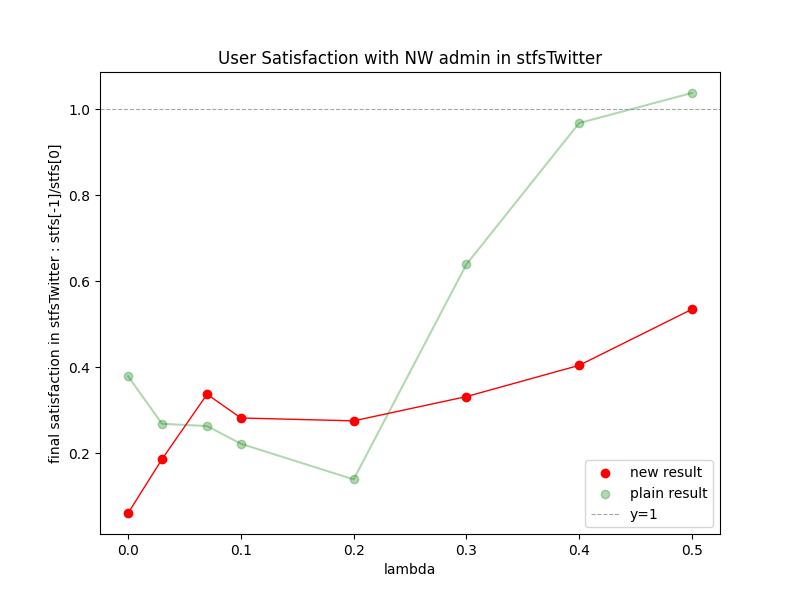 User Satisfaction with NW admin in stfsTwitter
final satisfaction in stfsTwitter : stfs[-1]/stfs[0]
1.0
0.8
0.6
0.4
0.2
0.0 0.1 0.2 0.3 0.4 0.5
lambda
new result
plain result
y=1